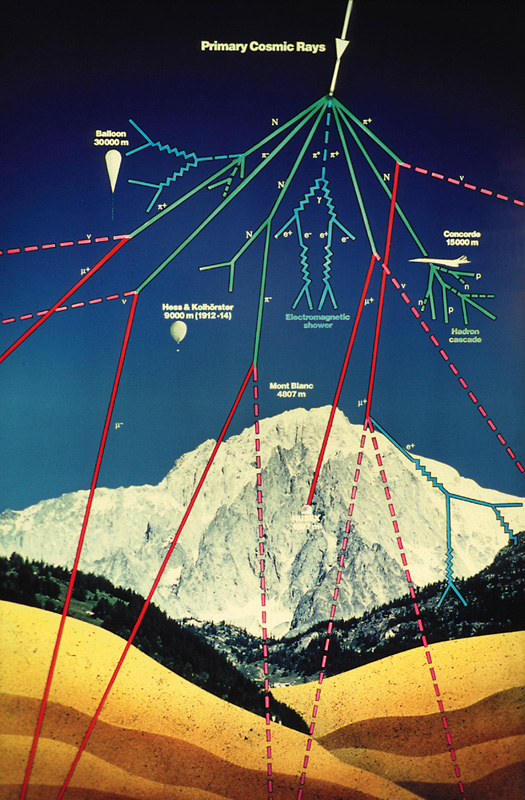 Primary Cosmic Rays
N
π+
Balloon
30000 m
π-
π+
π+
N
ν
N
π+
γ
ν
N
e+
e-
e+
e-
Concorde
15000 m
μ+
ν
ν
p
n
n
p
n
p
Hess & Kolhörster
9000 m (1912-14)
π-
μ+
Electromagnetic
shower
Hadron
cascade
Mont Blanc
4807 m
μ+
μ-
e+